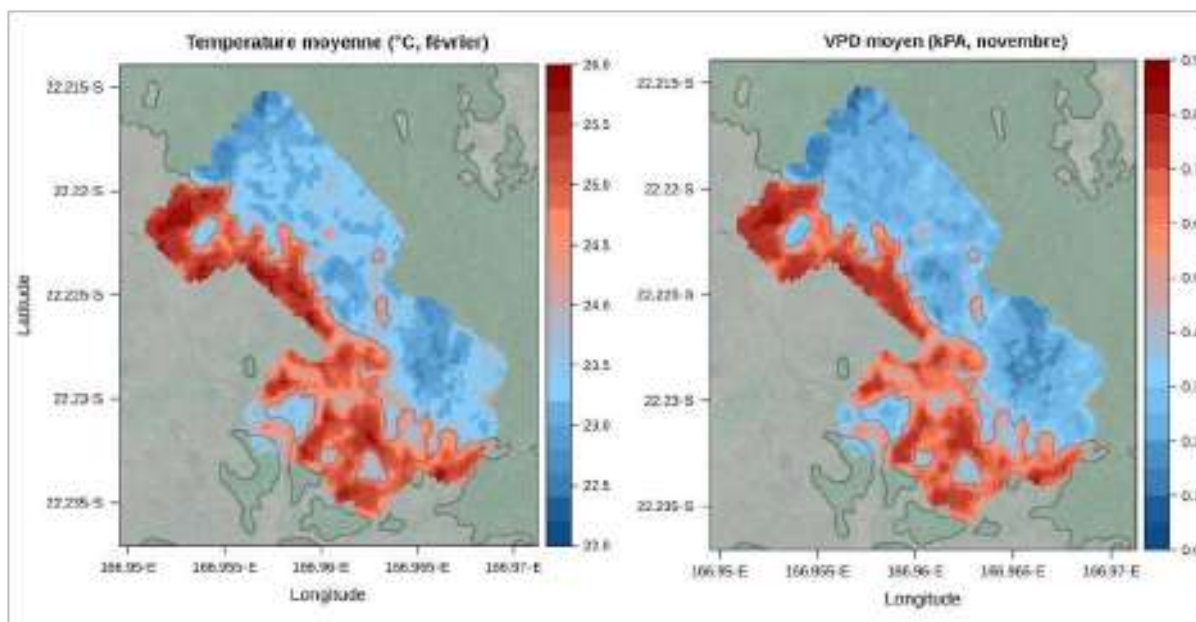 Temperature moyenne (°C, février)
22.215-S
22.22-S
22.225-S
22.23-S
22.235-S
Latitude
166.95-E 166.955-E 166.96-E 166.965-E 166.97-E
Longitude
26.0
25.5
25.0
24.5
24.0
23.5
23.0
22.5
22.0
VPD moyen (kPA, novembre)
22.215-S
22.22-S
22.225-S
22.23-S
22.235-S
166.95-E 166.955-E 166.96-E 166.965-E 166.97-E
Longitude